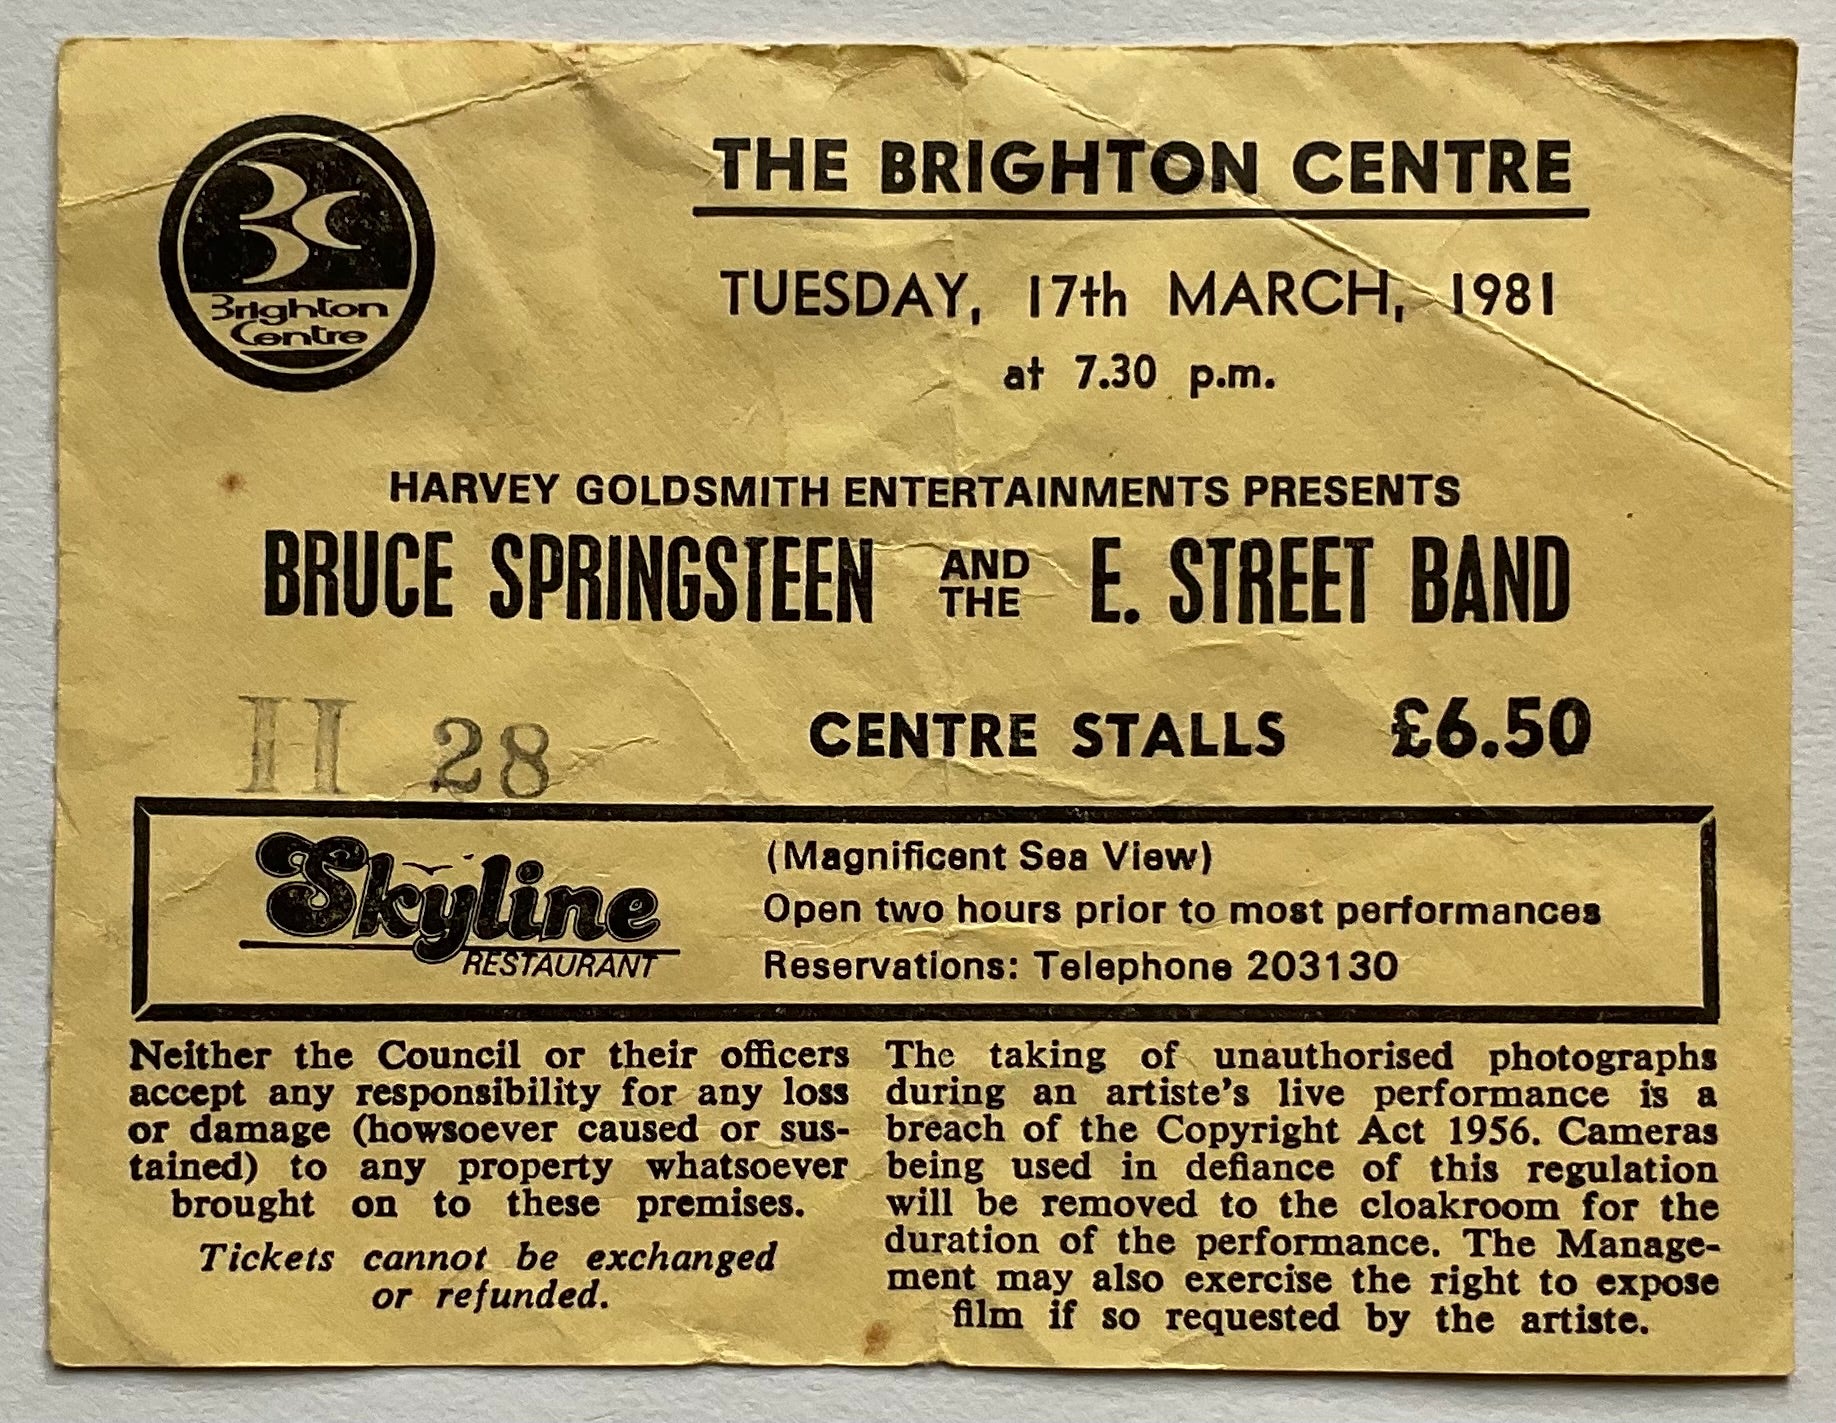 Brighton
Centre
THE BRIGHTON CENTRE
TUESDAY, 17th MARCH, 1981
at 7.30 p.m.
HARVEY GOLDSMITH ENTERTAINMENTS PRESENTS
BRUCE SPRINGSTEEN AND THE E. STREET BAND
H 28 CENTRE STALLS £6.50
Skyline
RESTAURANT
(Magnificent Sea View)
Open two hours prior to most performances
Reservations: Telephone 203130
Neither the Council or their officers
accept any responsibility for any loss
or damage (howsoever caused or sus-
tained) to any property whatsoever
brought on to these premises.
Tickets cannot be exchanged
or refunded.
The taking of unauthorised photographs
during an artiste's live performance is a
breach of the Copyright Act 1956. Cameras
being used in defiance of this regulation
will be removed to the cloakroom for the
duration of the performance. The Manage-
ment may also exercise the right to expose
film if so requested by the artiste.